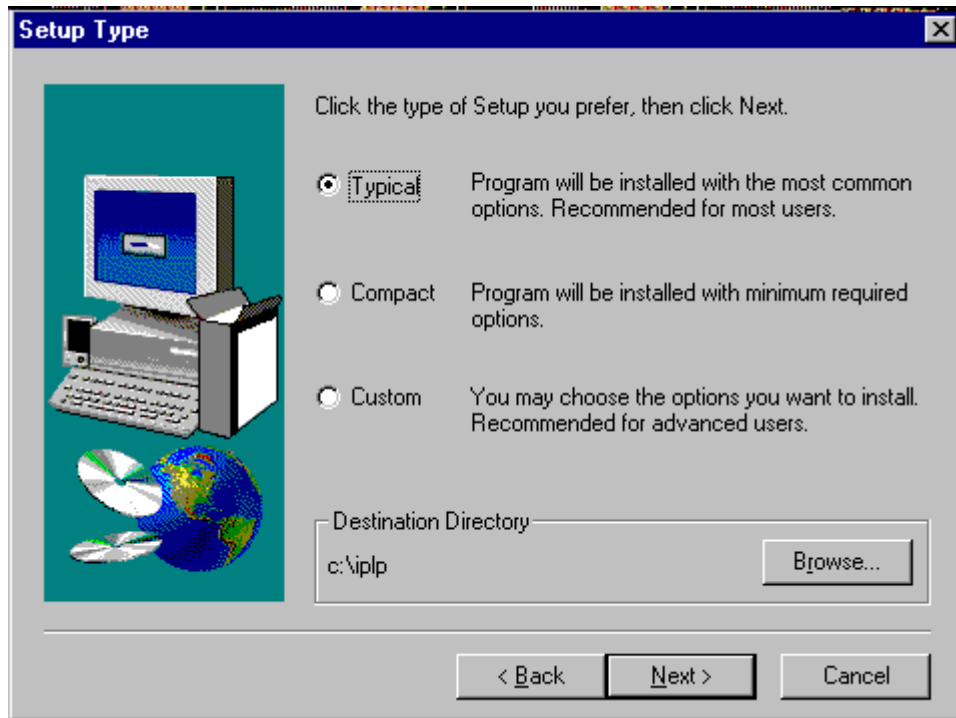 Setup Type
Click the type of Setup you prefer, then click Next.
Typical
Program will be installed with the most common
options. Recommended for most users.
Compact
Program will be installed with minimum required
options.
Custom
You may choose the options you want to install.
Recommended for advanced users.
Destination Directory
c:\iplp
Browse...
< Back
Next >
Cancel